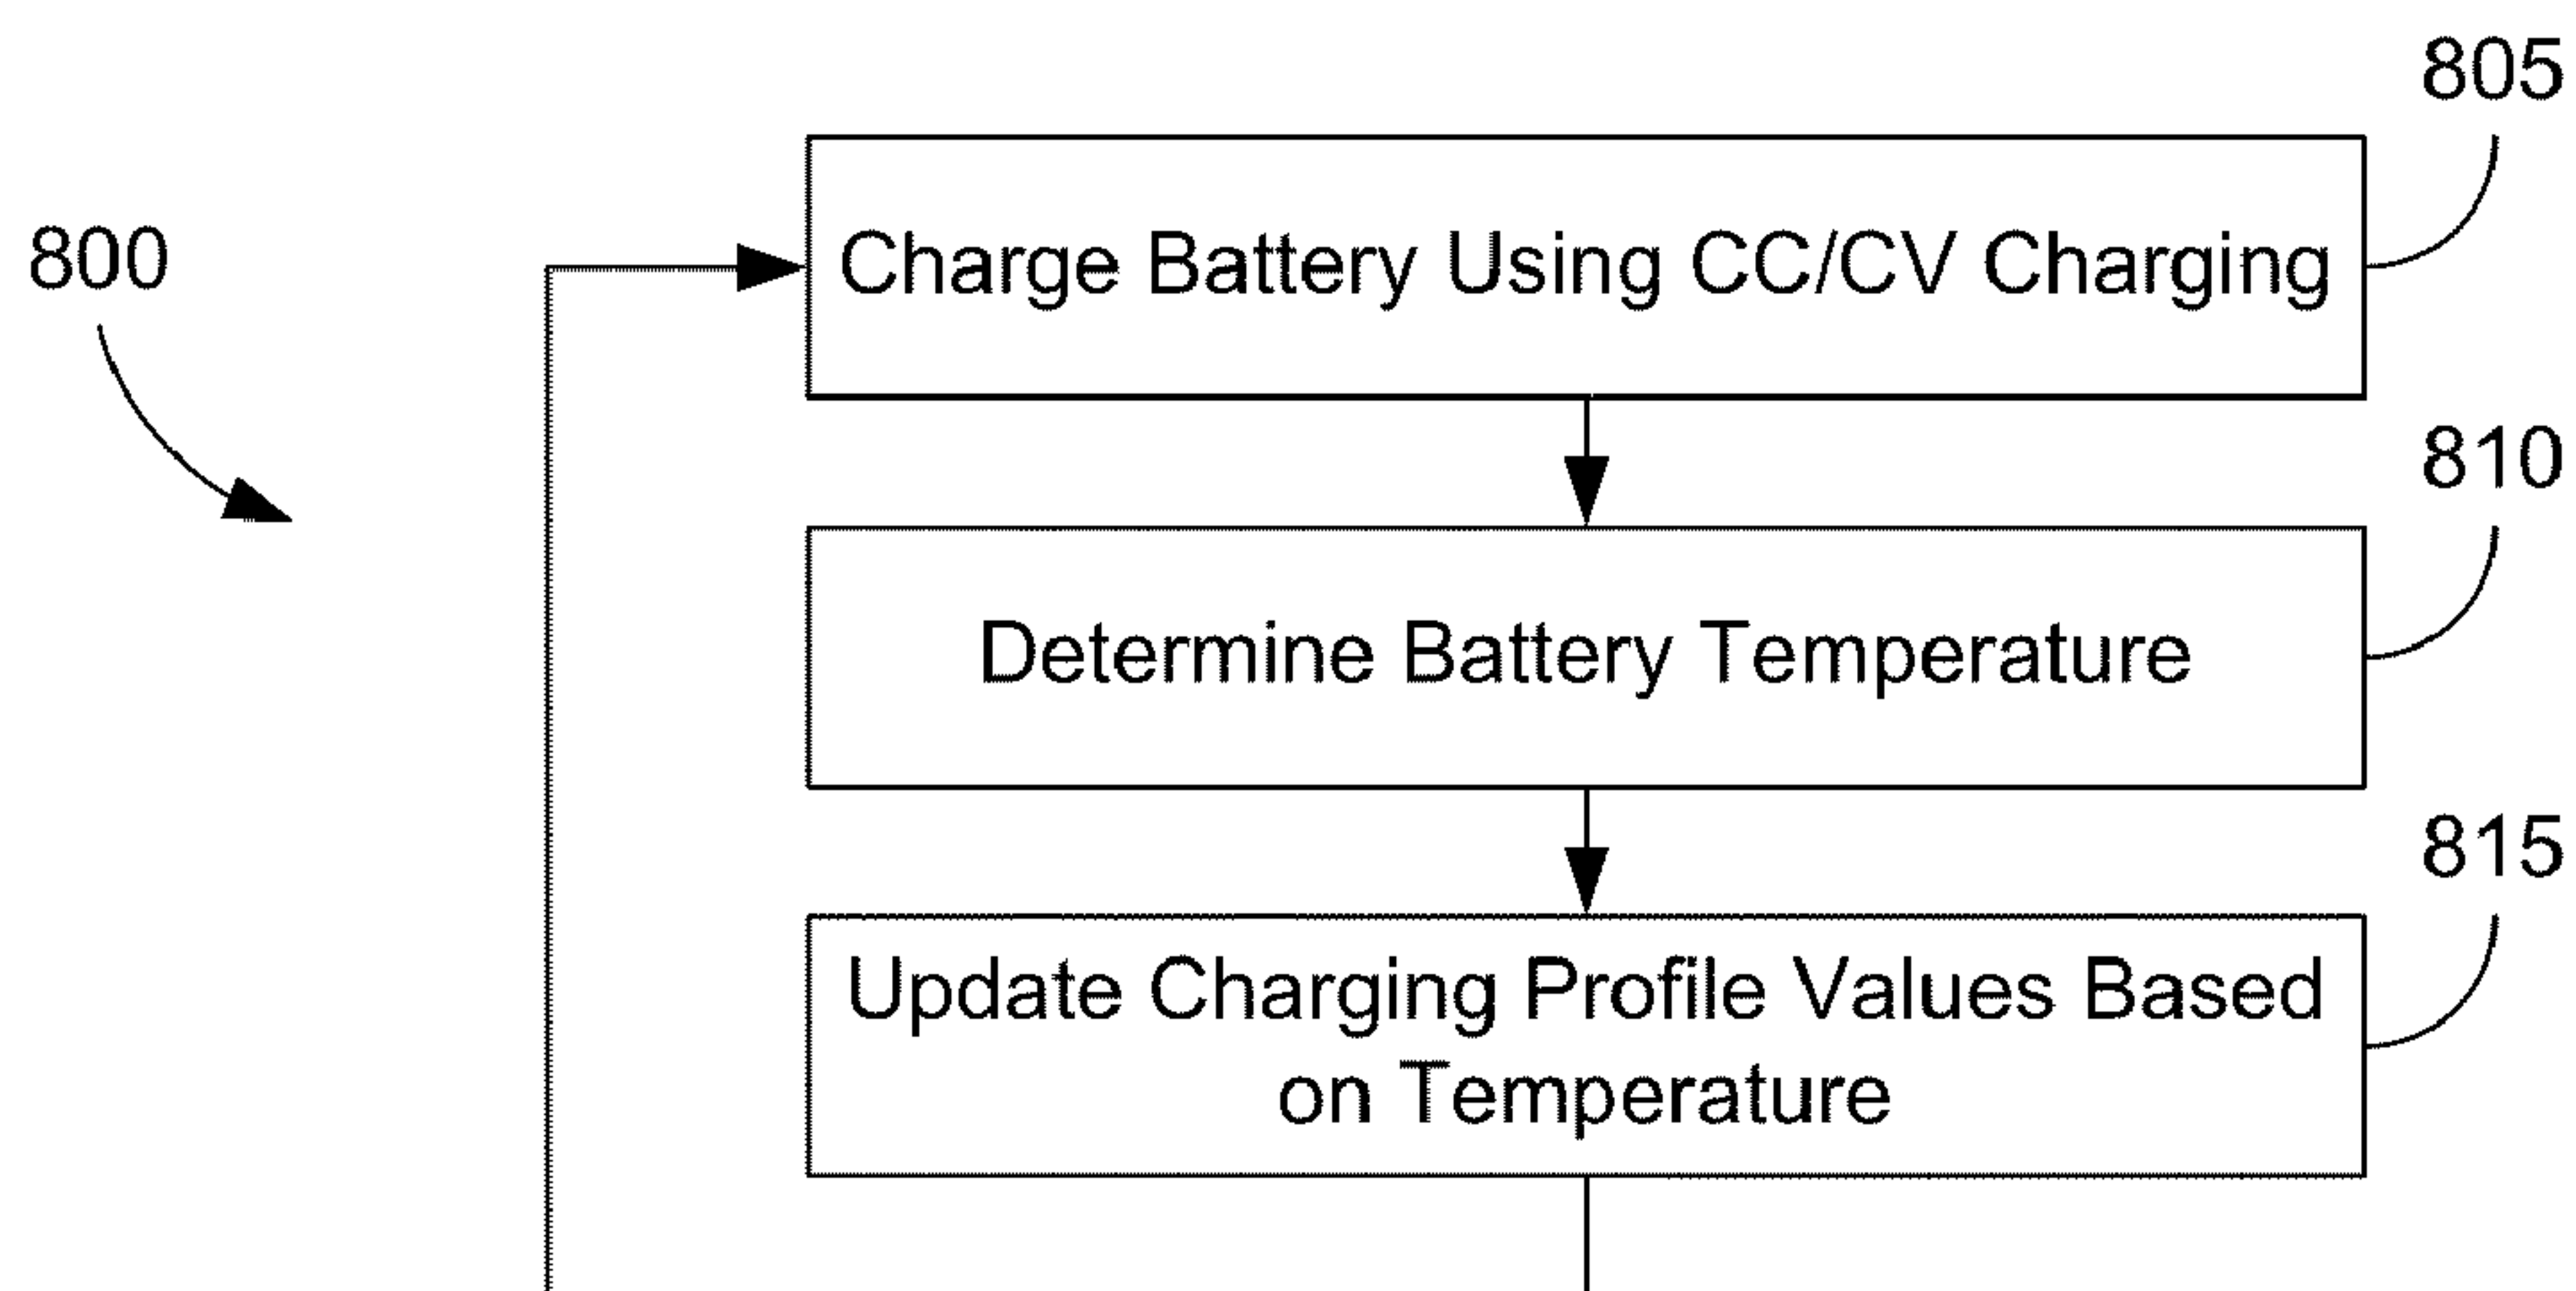 805
800
Charge Battery Using CC/CV Charging
810
Determine Battery Temperature
815
Update Charging Profile Values Based
on Temperature